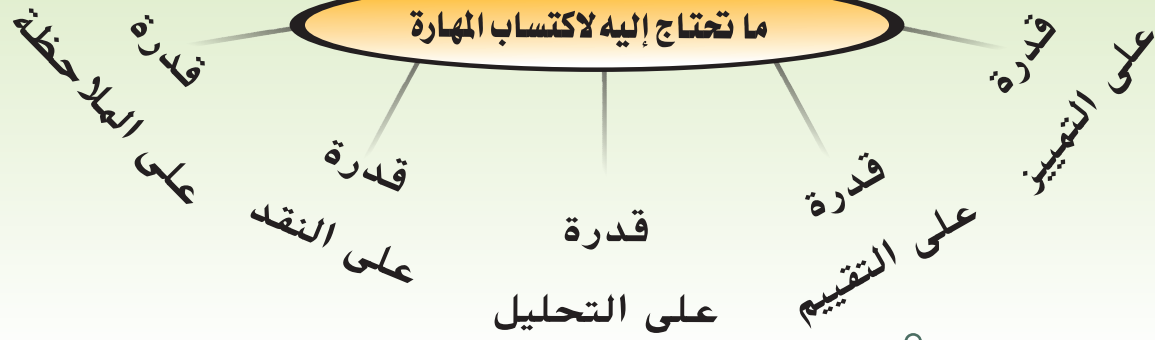 ما تحتاج إليه لاكتساب المهارة
قدرة
على التمييز
قدرة
على التقييم
قدرة
على التحليل
قدرة
على النقد
قدرة
على الملاحظة